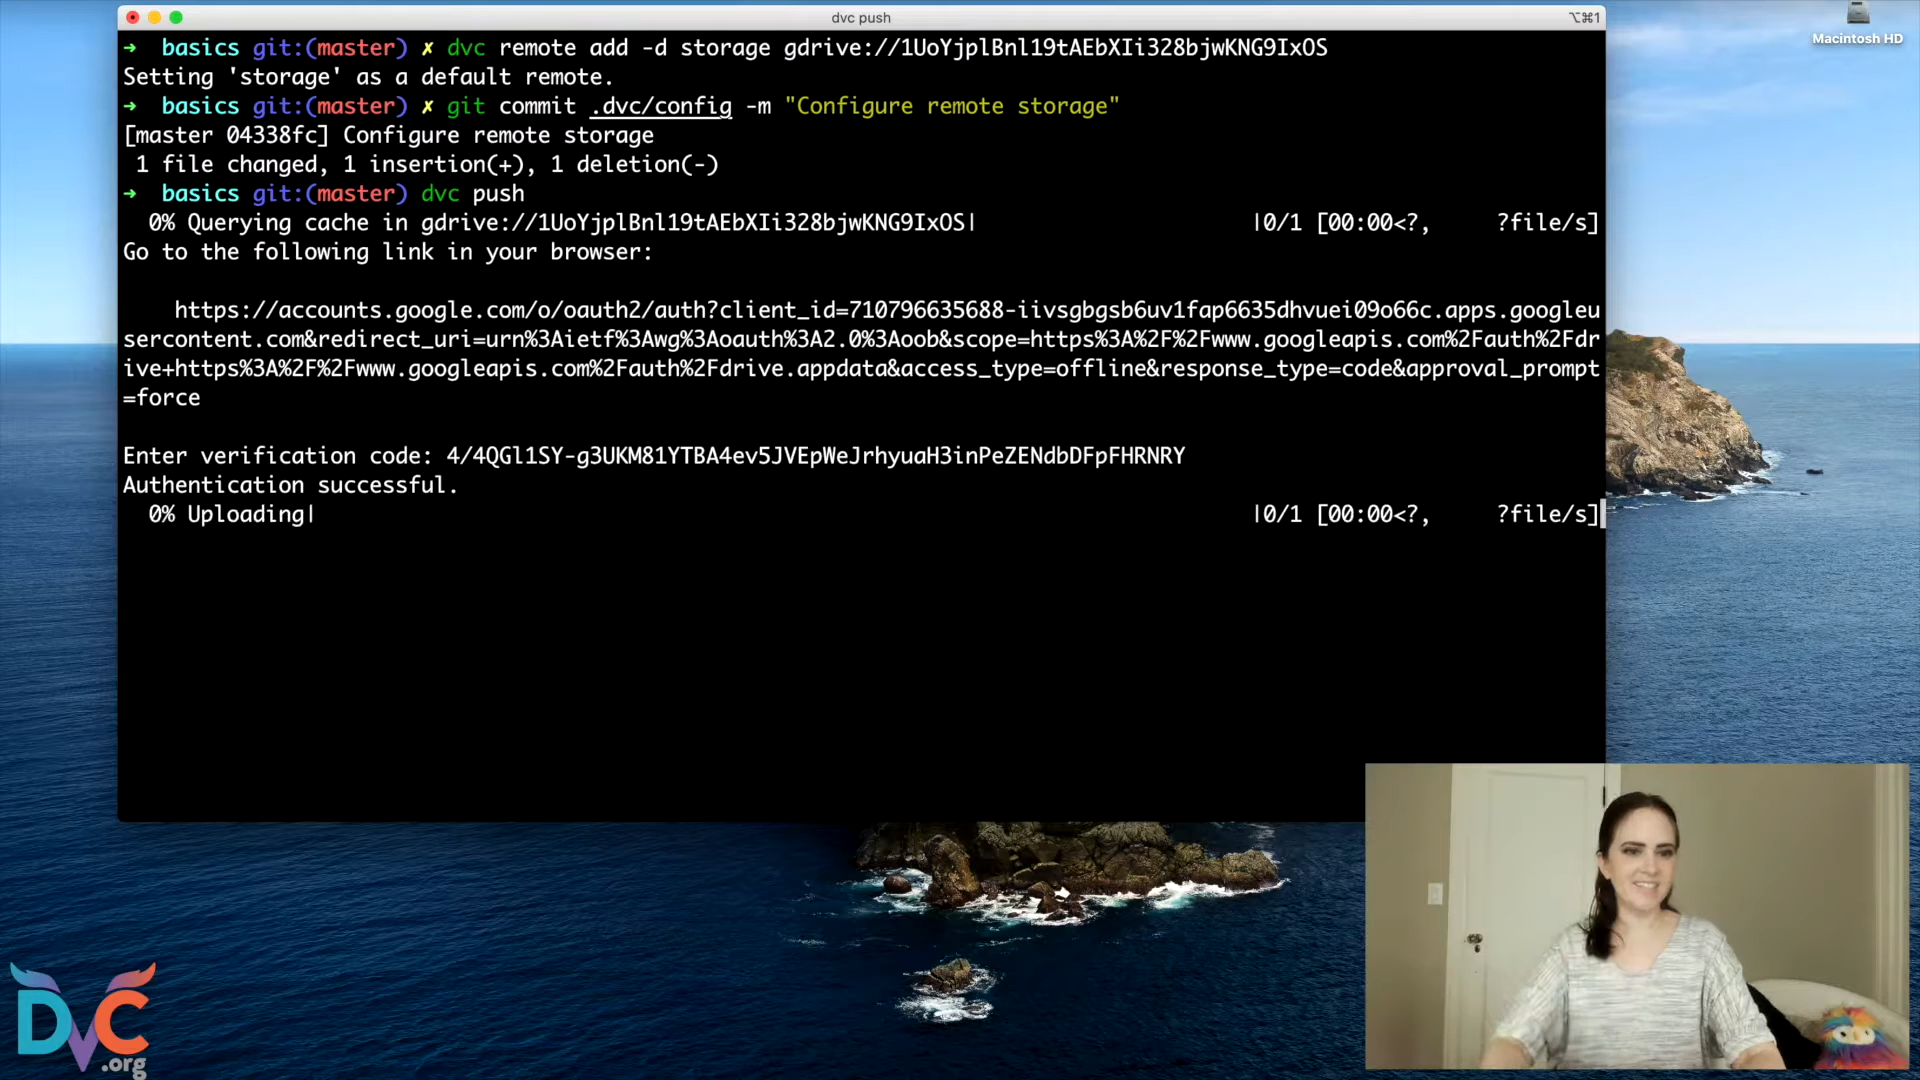 dvc push
⌥⌘1
Macintosh HD
➜ basics git:(master) ✗ dvc remote add -d storage gdrive://1UoYjplBnl19tAEbXIi328bjwKNG9IxOS
Setting 'storage' as a default remote.
➜ basics git:(master) ✗ git commit .dvc/config -m "Configure remote storage"
[master 04338fc] Configure remote storage
1 file changed, 1 insertion(+), 1 deletion(-)
➜ basics git:(master) dvc push
0% Querying cache in gdrive://1UoYjplBnl19tAEbXIi328bjwKNG9IxOS| |0/1 [00:00<?, ?file/s]
Go to the following link in your browser:
https://accounts.google.com/o/oauth2/auth?client_id=710796635688-iivsgbgsb6uv1fap6635dhvuei09o66c.apps.googleu
sercontent.com&redirect_uri=urn%3Aietf%3Awg%3Aoauth%3A2.0%3Aoob&scope=https%3A%2F%2Fwww.googleapis.com%2Fauth%2Fdr
ive+https%3A%2F%2Fwww.googleapis.com%2Fauth%2Fdrive.appdata&access_type=offline&response_type=code&approval_prompt
=force
Enter verification code: 4/4QGl1SY-g3UKM81YTBA4ev5JVEpWeJrhyuaH3inPeZENdbDFpFHRNRY
Authentication successful.
0% Uploading| |0/1 [00:00<?, ?file/s]
DVC
.org